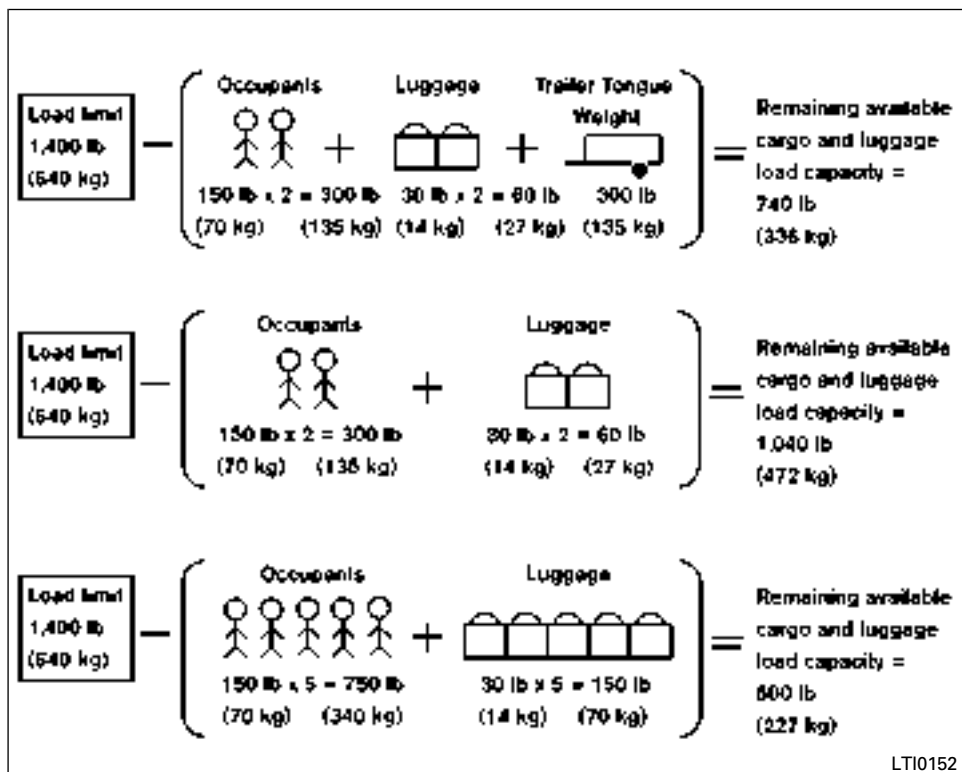 Load limit
1,400 lb
(640 kg)
Occupants
150 lb x 2 = 300 lb
(70 kg) (135 kg)
Luggage
30 lb x 2 = 60 lb
(14 kg) (27 kg)
Trailer Tongue
Weight
300 lb
(135 kg)
Remaining available
cargo and luggage
load capacity =
740 lb
(336 kg)
Load limit
1,400 lb
(640 kg)
Occupants
150 lb x 2 = 300 lb
(70 kg) (135 kg)
Luggage
30 lb x 2 = 60 lb
(14 kg) (27 kg)
Remaining available
cargo and luggage
load capacity =
1,040 lb
(472 kg)
Load limit
1,400 lb
(640 kg)
Occupants
150 lb x 5 = 750 lb
(70 kg) (340 kg)
Luggage
30 lb x 5 = 150 lb
(14 kg) (70 kg)
Remaining available
cargo and luggage
load capacity =
500 lb
(227 kg)
LTI0152